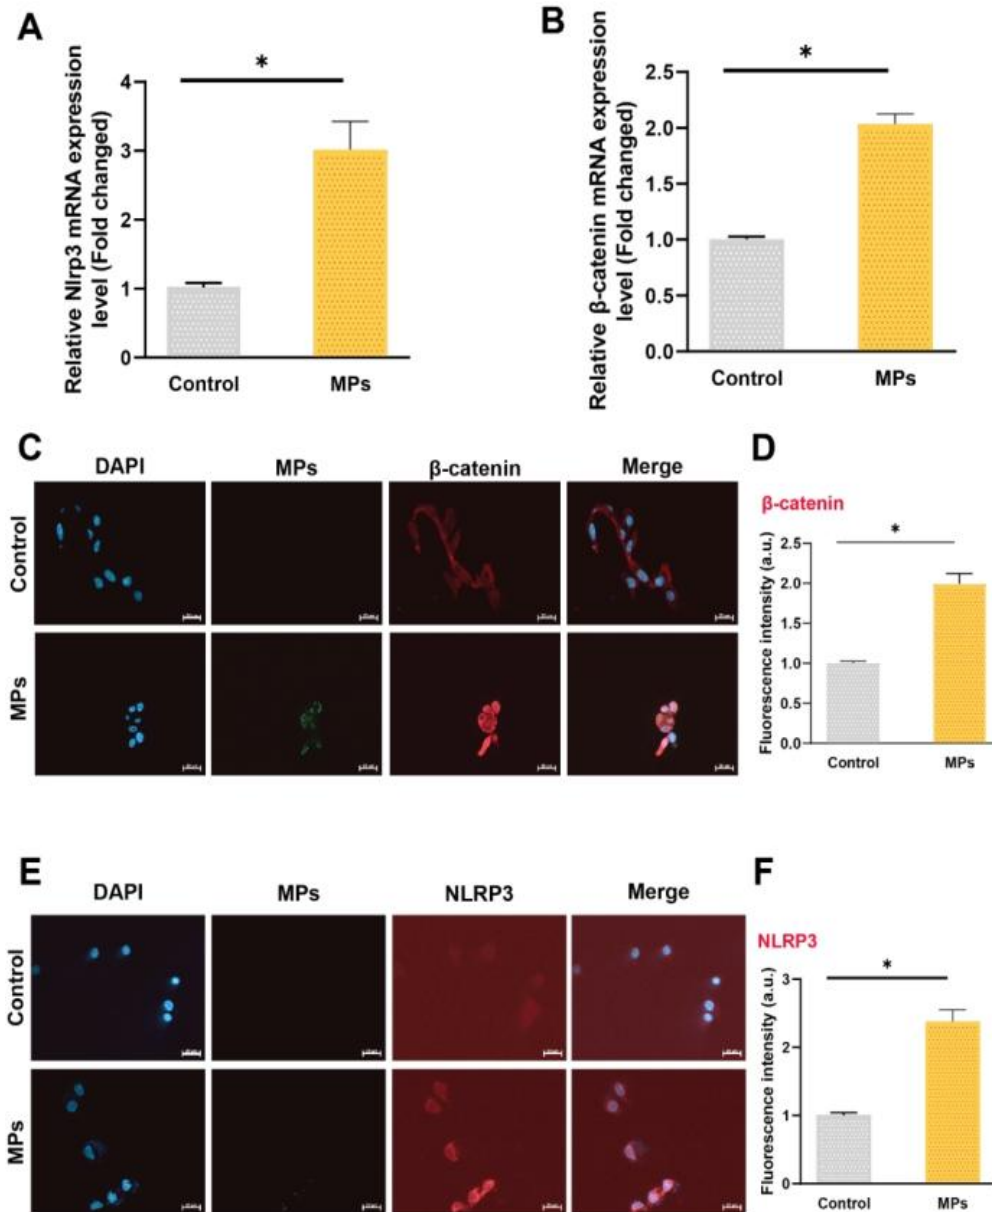 A
Relative Nlrp3 mRNA expression
level (Fold changed)
4
3
2
1
0
*
Control
MPs
B
Relative β-catenin mRNA expression
level (Fold changed)
2.5
2.0
1.5
1.0
0.5
0.0
*
Control
MPs
C
DAPI
MPs
β-catenin
Merge
Control
MPs
D
β-catenin
Fluorescence intensity (a.u.)
2.5
2.0
1.5
1.0
0.5
0.0
*
Control
MPs
E
DAPI
MPs
NLRP3
Merge
Control
MPs
F
NLRP3
Fluorescence intensity (a.u.)
3
2
1
0
*
Control
MPs